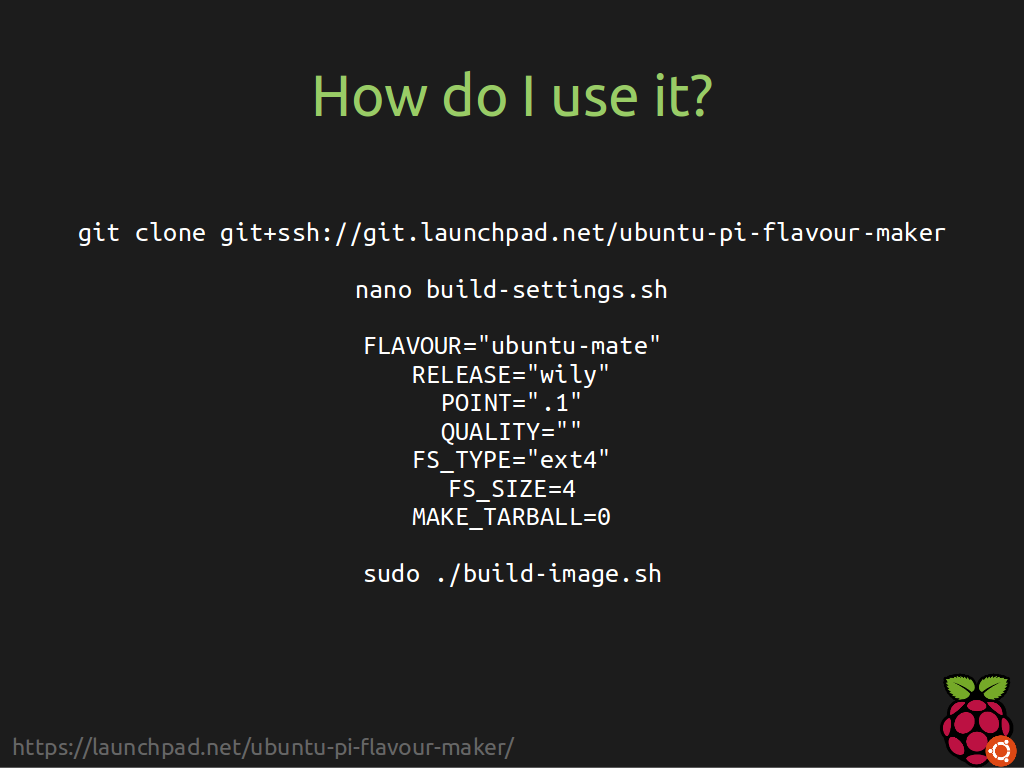 How do I use it?
git clone git+ssh://git.launchpad.net/ubuntu-pi-flavour-maker
nano build-settings.sh
FLAVOUR="ubuntu-mate"
RELEASE="wily"
POINT=".1"
QUALITY=""
FS_TYPE="ext4"
FS_SIZE=4
MAKE_TARBALL=0
sudo ./build-image.sh
https://launchpad.net/ubuntu-pi-flavour-maker/